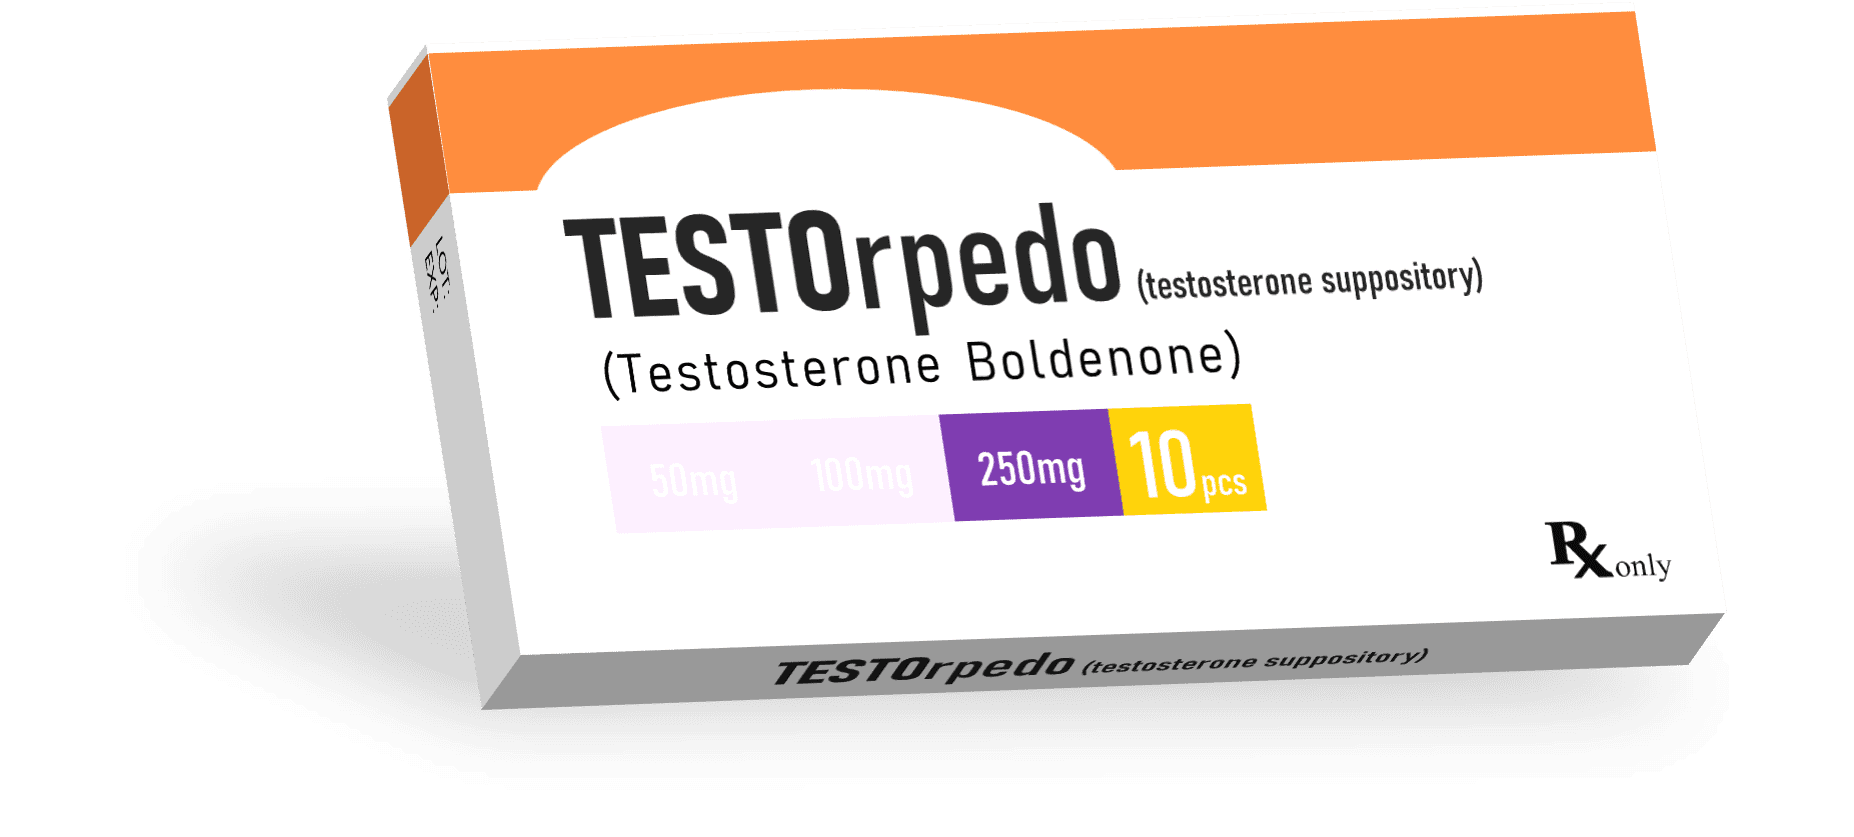 TESTOrpedo (testosterone suppository)
(Testosterone Boldenone)
50mg 100mg 250mg 10 pcs
Rx only
LOT:
EXP:
TESTOrpedo (testosterone suppository)